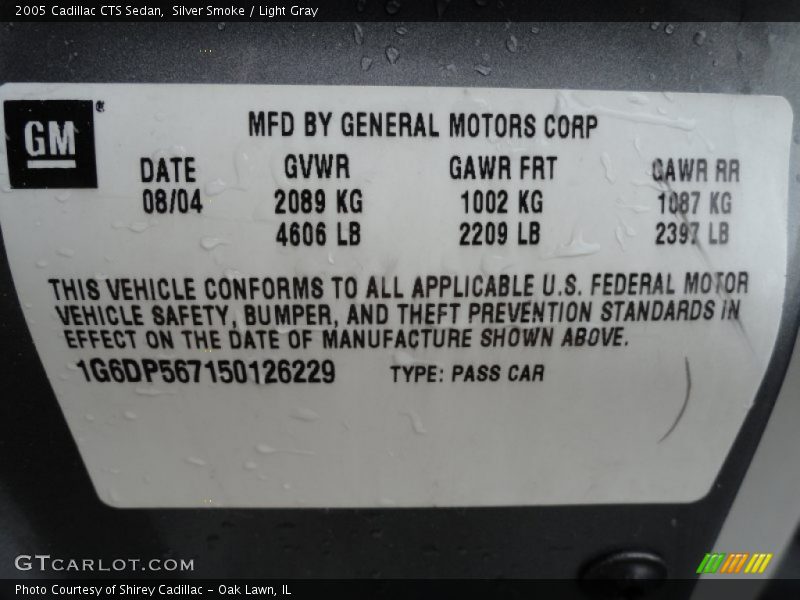 2005 Cadillac CTS Sedan,  Silver Smoke / Light Gray
GM®
MFD BY GENERAL MOTORS CORP
DATE GVWR GAWR FRT GAWR RR
08/04 2089 KG 1002 KG 1087 KG
4606 LB 2209 LB 2397 LB
THIS VEHICLE CONFORMS TO ALL APPLICABLE U.S. FEDERAL MOTOR
VEHICLE SAFETY, BUMPER, AND THEFT PREVENTION STANDARDS IN
EFFECT ON THE DATE OF MANUFACTURE SHOWN ABOVE.
1G6DP567150126229 TYPE: PASS CAR
GTCARLOT.COM
Photo Courtesy of Shirey Cadillac - Oak Lawn, IL